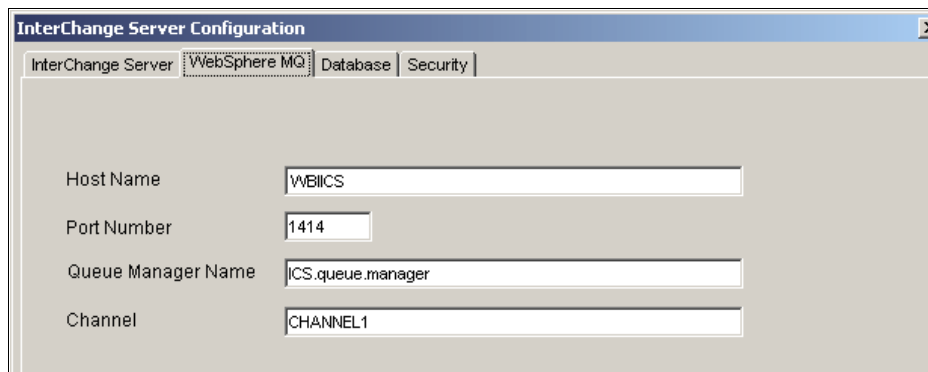 InterChange Server Configuration
InterChange Server WebSphere MQ Database Security
Host Name WBIICS
Port Number 1414
Queue Manager Name ICS.queue.manager
Channel CHANNEL1